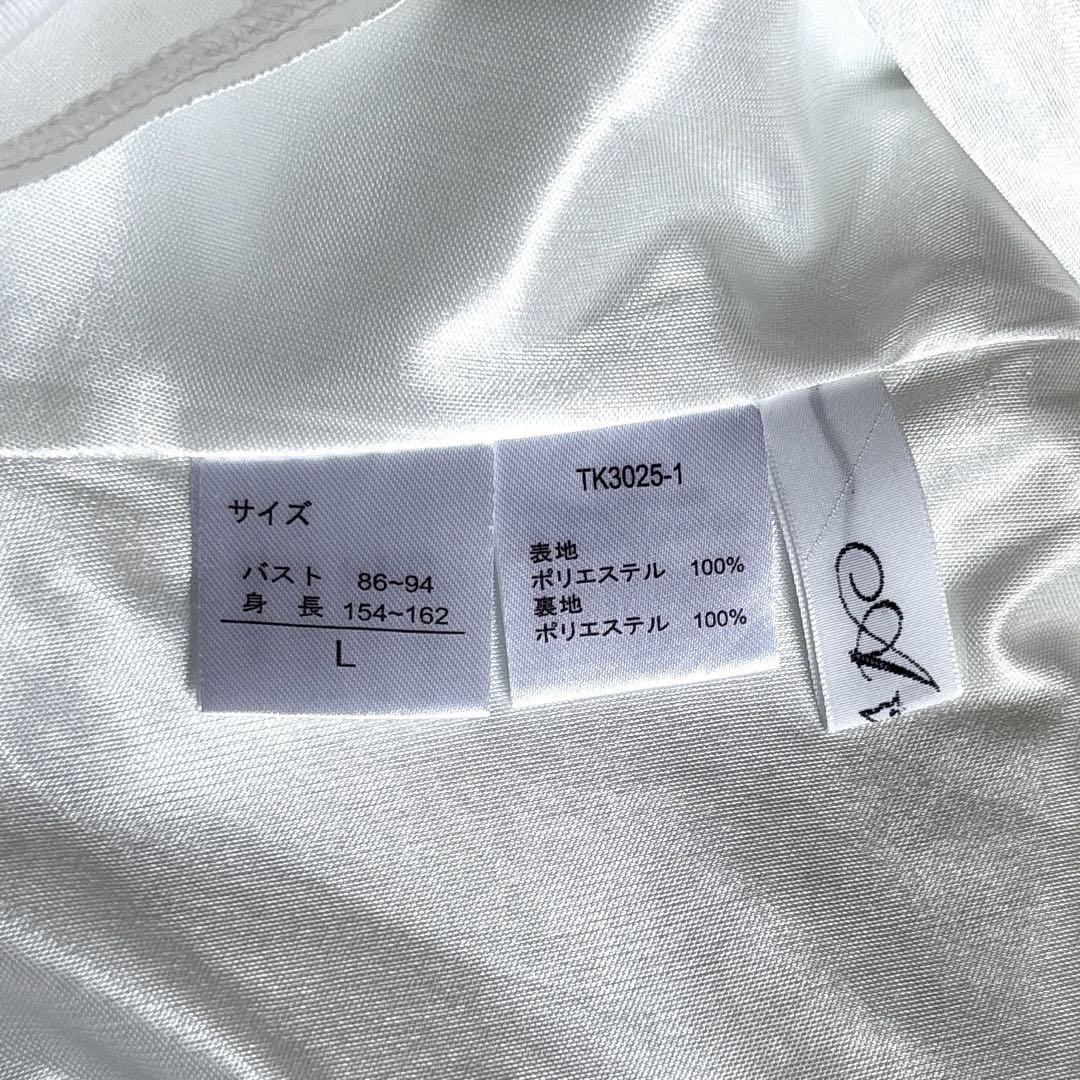 サイズ
バスト 86~94
身 長 154~162
L
TK3025-1
表地
ポリエステル 100%
裏地
ポリエステル 100%